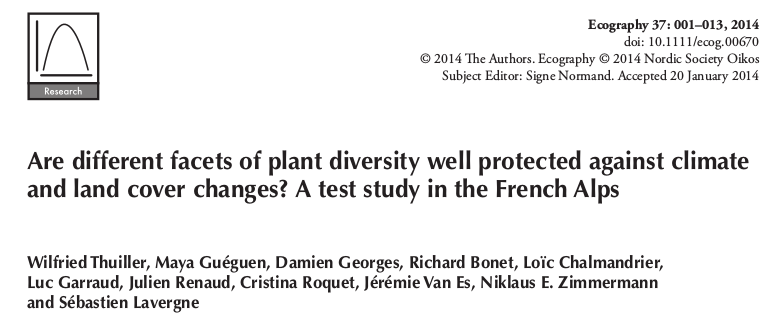 Research
Ecography 37: 001–013, 2014
doi: 10.1111/ecog.00670
© 2014 The Authors. Ecography © 2014 Nordic Society Oikos
Subject Editor: Signe Normand. Accepted 20 January 2014
Are different facets of plant diversity well protected against climate
and land cover changes? A test study in the French Alps
Wilfried Thuiller, Maya Guéguen, Damien Georges, Richard Bonet, Loïc Chalmandrier,
Luc Garraud, Julien Renaud, Cristina Roquet, Jérémie Van Es, Niklaus E. Zimmermann
and Sébastien Lavergne